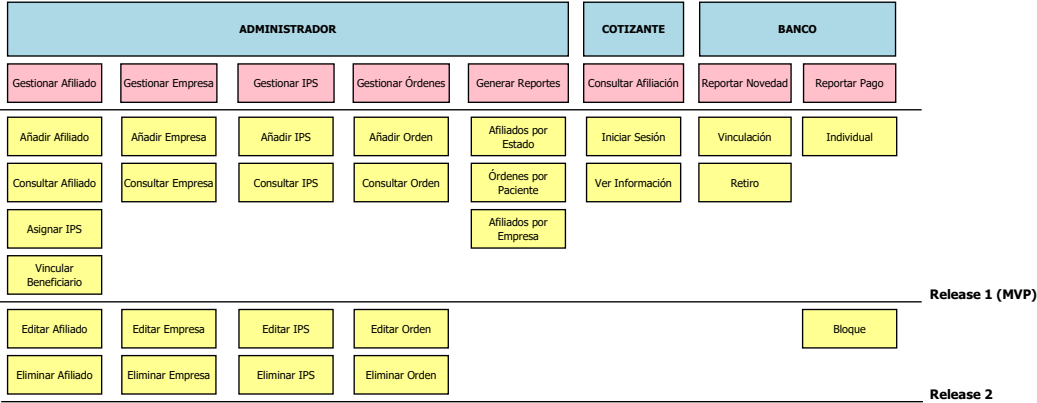 ADMINISTRADOR
COTIZANTE
BANCO
Gestionar Afiliado
Gestionar Empresa
Gestionar IPS
Gestionar Órdenes
Generar Reportes
Consultar Afiliación
Reportar Novedad
Reportar Pago
Añadir Afiliado
Añadir Empresa
Añadir IPS
Añadir Orden
Afiliados por
Estado
Iniciar Sesión
Vinculación
Individual
Consultar Afiliado
Consultar Empresa
Consultar IPS
Consultar Orden
Órdenes por
Paciente
Ver Información
Retiro
Asignar IPS
Afiliados por
Empresa
Vincular
Beneficiario
Release 1 (MVP)
Editar Afiliado
Editar Empresa
Editar IPS
Editar Orden
Bloque
Eliminar Afiliado
Eliminar Empresa
Eliminar IPS
Eliminar Orden
Release 2